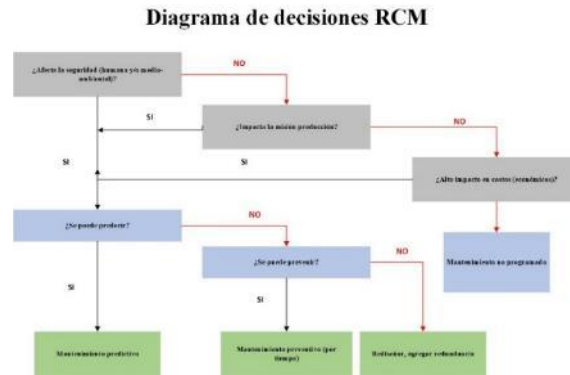 Diagrama de decisiones RCM
¿Afecta la seguridad (humana y/o medio-
ambiental)?
NO
SI
¿Impacta la misión producción?
NO
SI
SI
¿Alto impacto en costos (económicos)?
¿Se puede predecir?
NO
¿Se puede prevenir?
NO
Mantenimiento no programado
SI
SI
Mantenimiento predictivo
Mantenimiento preventivo (por
tiempo)
Rediseñar, agregar redundancia